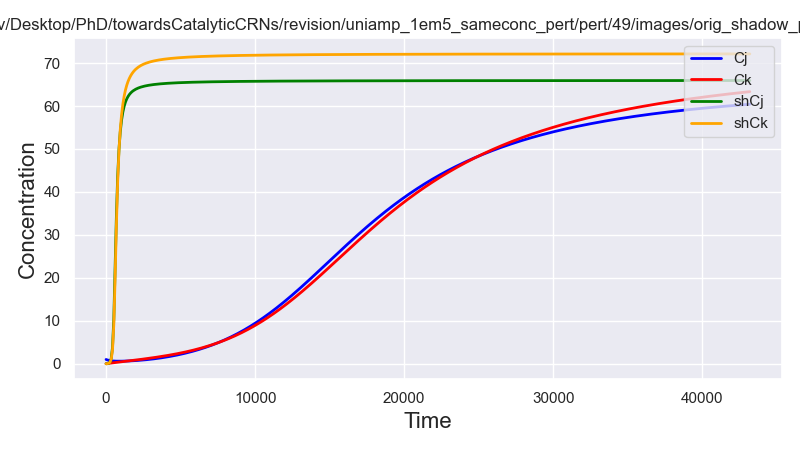 v/Desktop/PhD/towardsCatalyticCRNs/revision/uniamp_1em5_sameconc_pert/pert/49/images/orig_shadow_p
Concentration
70
60
50
40
30
20
10
0
Cj
Ck
shCj
shCk
0 10000 20000 30000 40000
Time